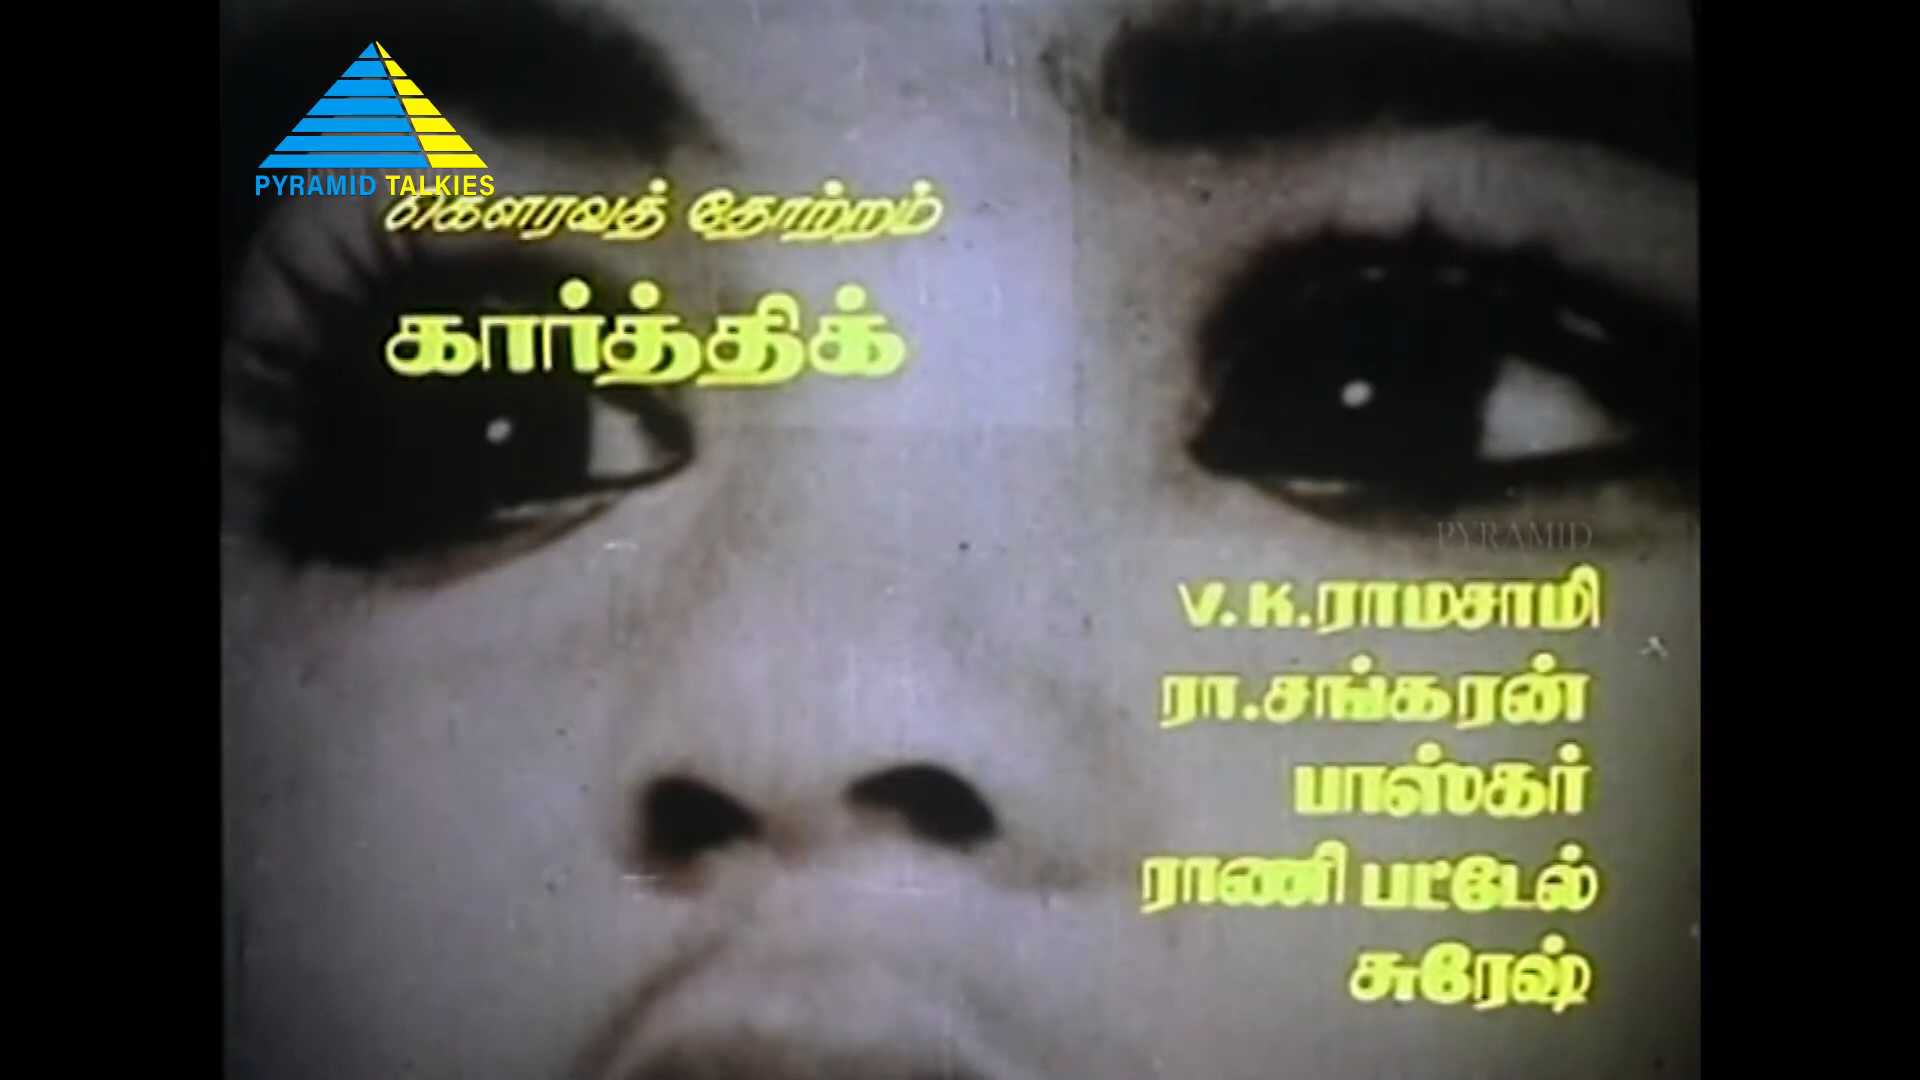 PYRAMID TALKIES
கௌரவத் தோற்றம்
கார்த்திக்
PYRAMID
V.K.ராமசாமி
ரா.சங்கரன்
பாஸ்கர்
ராணி பட்டேல்
சுரேஷ்